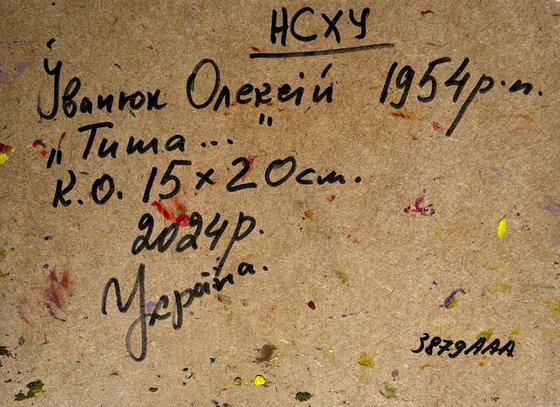 НСХУ
Іванюк Олексій 1954р.н.
„Тиша..."
К.О. 15×20см.
2024р.
Україна.
3879ААА